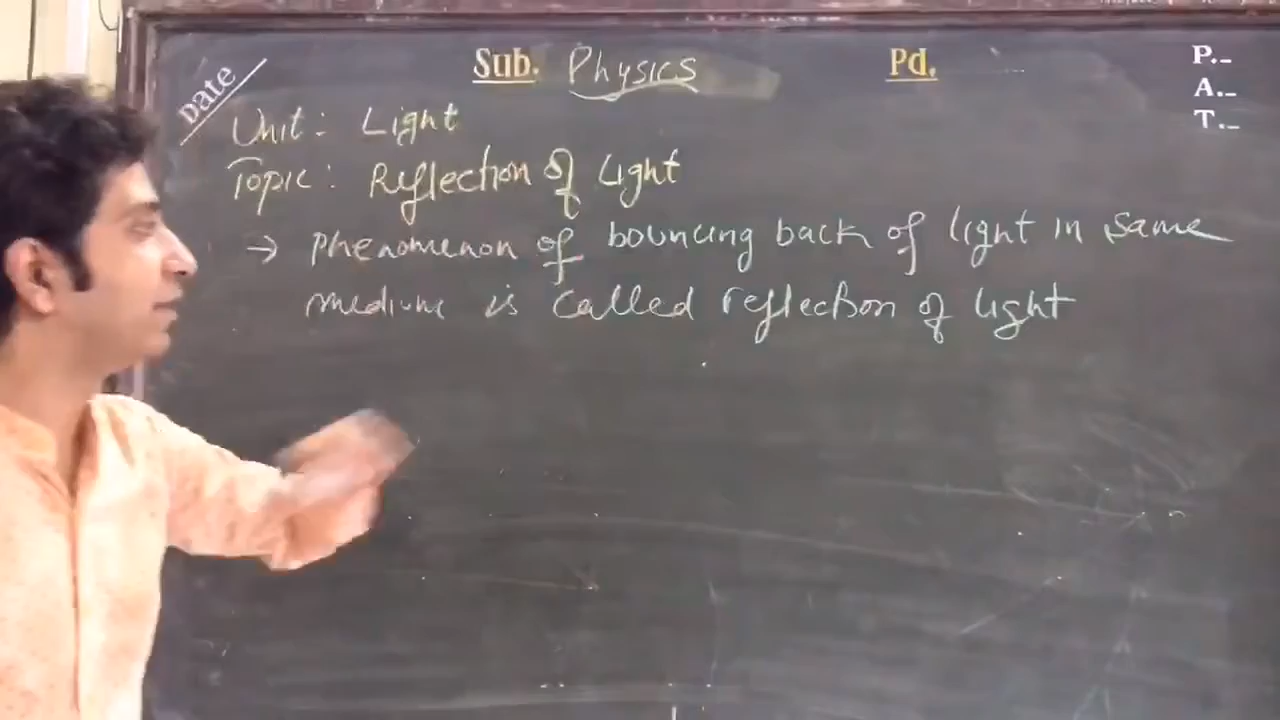 Date Sub. Physics Pd. P.-
A.-
T.-
Unit: Light
Topic: Reflection of Light
→ Phenomenon of bouncing back of light in same
medium is called reflection of light